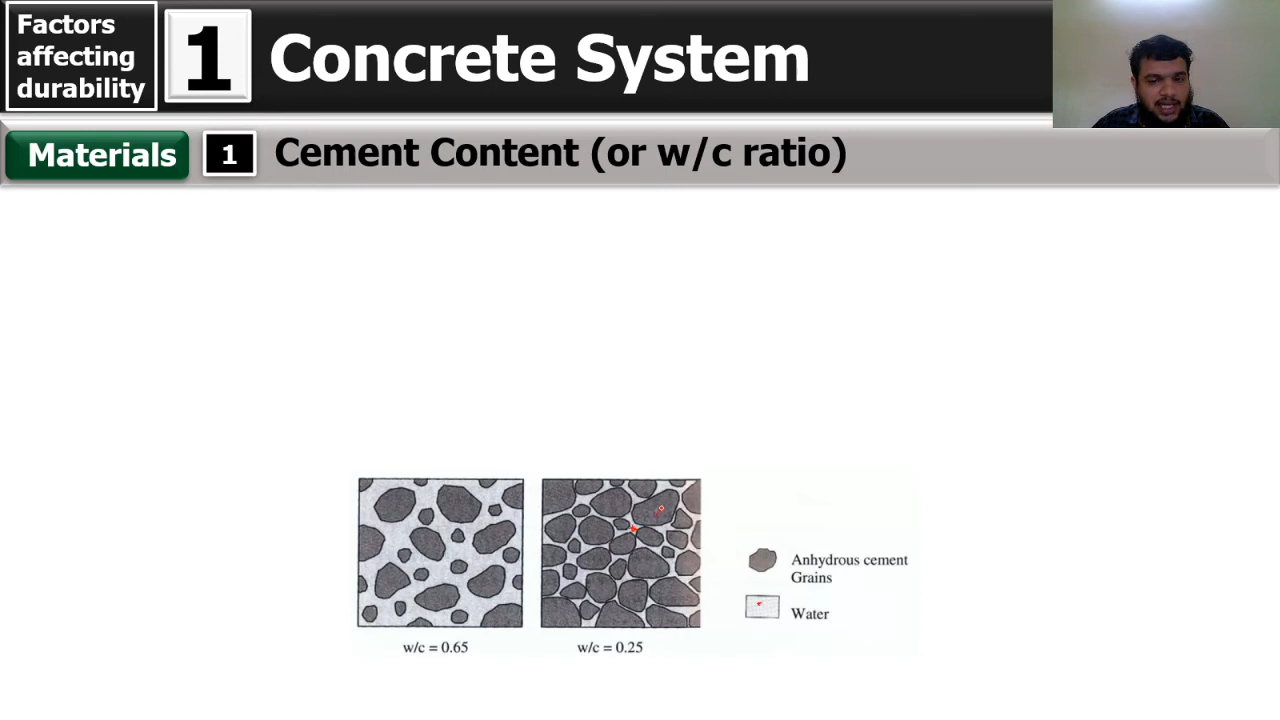 Factors
affecting
durability
1
Concrete System
Materials
1
Cement Content (or w/c ratio)
Anhydrous cement
Grains
Water
w/c = 0.65
w/c = 0.25